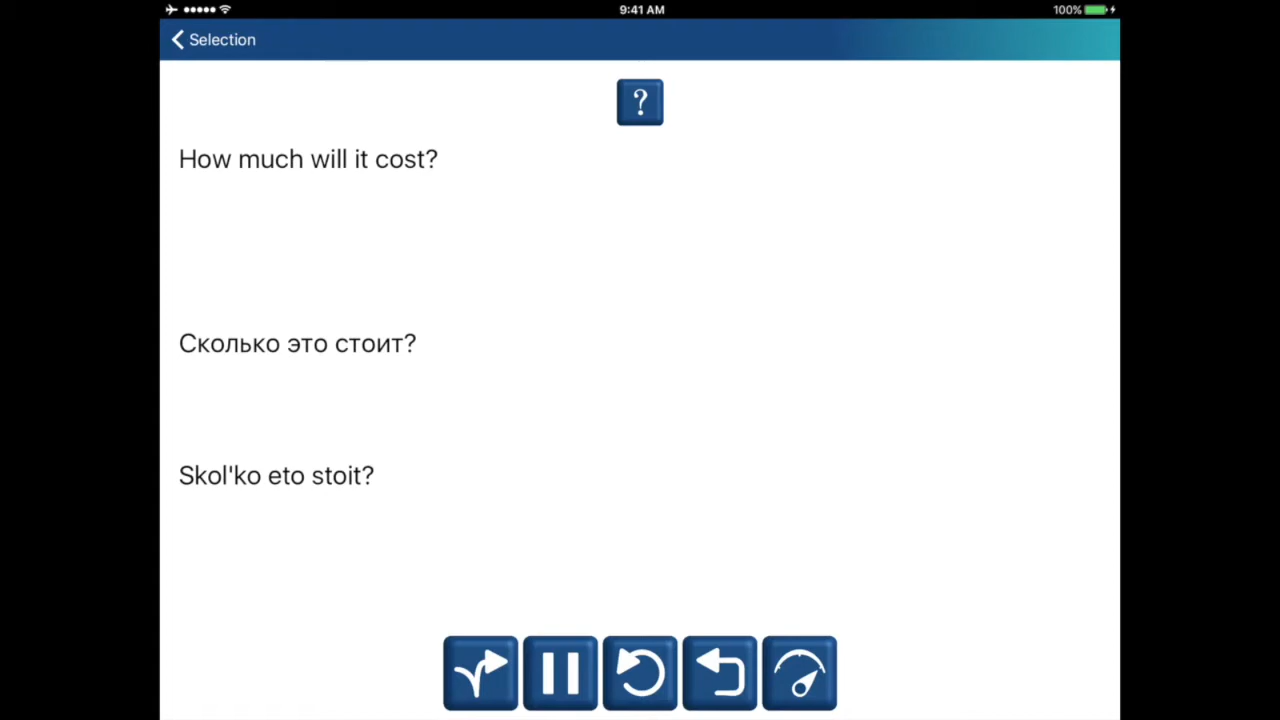 9:41 AM
100%
Selection
?
How much will it cost?
Сколько это стоит?
Skol'ko eto stoit?